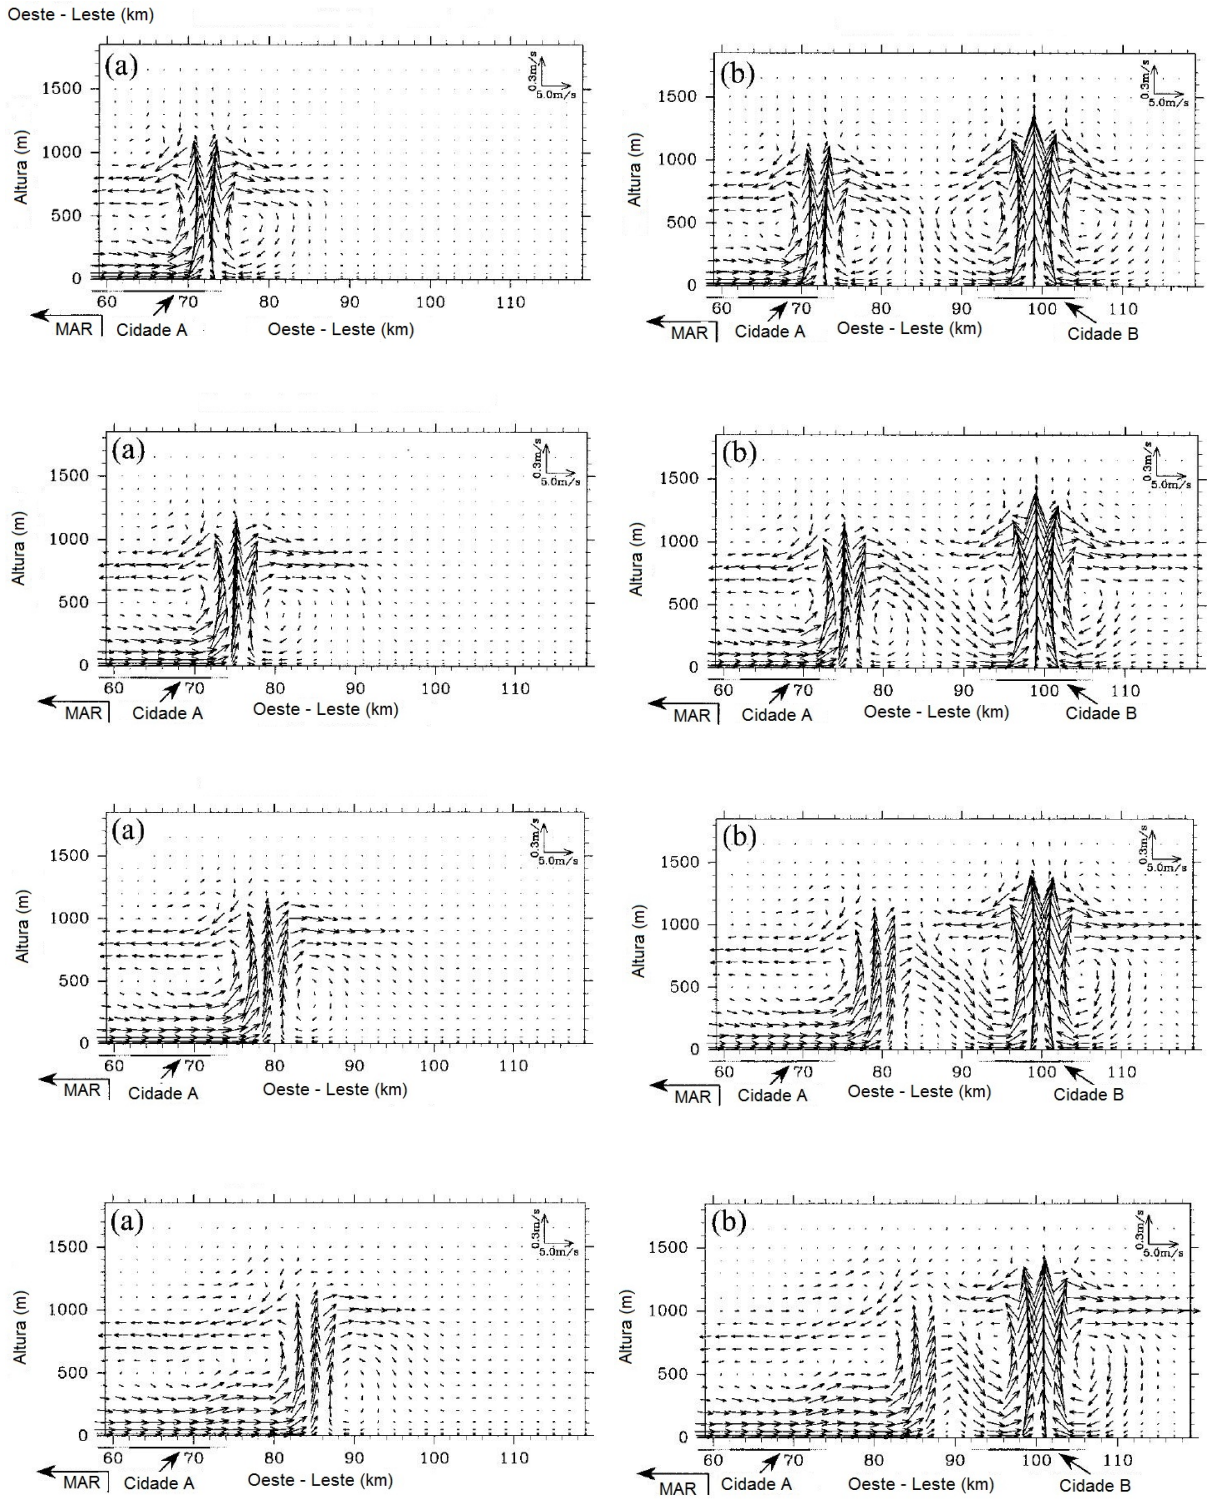 Oeste - Leste (km)
(a)
0.3m/s
5.0m/s
Altura (m)
1500
1000
500
0
60 70 80 90 100 110
MAR Cidade A Oeste - Leste (km)
(b)
0.3m/s
5.0m/s
Altura (m)
1500
1000
500
0
60 70 80 90 100 110
MAR Cidade A Oeste - Leste (km) Cidade B
(a)
0.3m/s
5.0m/s
Altura (m)
1500
1000
500
0
60 70 80 90 100 110
MAR Cidade A Oeste - Leste (km)
(b)
0.3m/s
5.0m/s
Altura (m)
1500
1000
500
0
60 70 80 90 100 110
MAR Cidade A Oeste - Leste (km) Cidade B
(a)
0.3m/s
5.0m/s
Altura (m)
1500
1000
500
0
60 70 80 90 100 110
MAR Cidade A Oeste - Leste (km)
(b)
0.3m/s
5.0m/s
Altura (m)
1500
1000
500
0
60 70 80 90 100 110
MAR Cidade A Oeste - Leste (km) Cidade B
(a)
0.3m/s
5.0m/s
Altura (m)
1500
1000
500
0
60 70 80 90 100 110
MAR Cidade A Oeste - Leste (km)
(b)
0.3m/s
5.0m/s
Altura (m)
1500
1000
500
0
60 70 80 90 100 110
MAR Cidade A Oeste - Leste (km) Cidade B